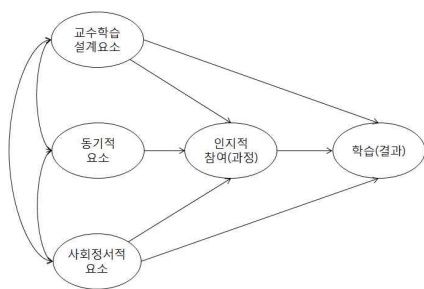 교수학습
설계요소
동기적
요소
인지적
참여(과정)
학습(결과)
사회정서적
요소